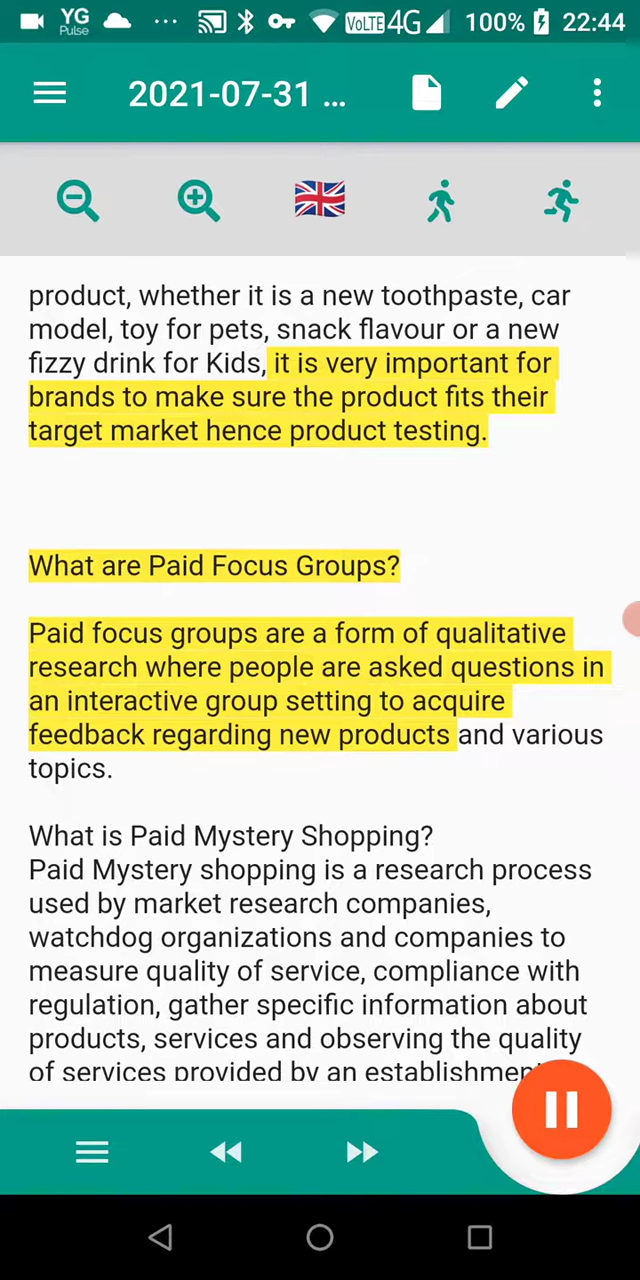 YG
Pulse
VoLTE 4G 100% 22:44
2021-07-31 ...
product, whether it is a new toothpaste, car
model, toy for pets, snack flavour or a new
fizzy drink for Kids, it is very important for
brands to make sure the product fits their
target market hence product testing.
What are Paid Focus Groups?
Paid focus groups are a form of qualitative
research where people are asked questions in
an interactive group setting to acquire
feedback regarding new products and various
topics.
What is Paid Mystery Shopping?
Paid Mystery shopping is a research process
used by market research companies,
watchdog organizations and companies to
measure quality of service, compliance with
regulation, gather specific information about
products, services and observing the quality
of services provided by an establishment